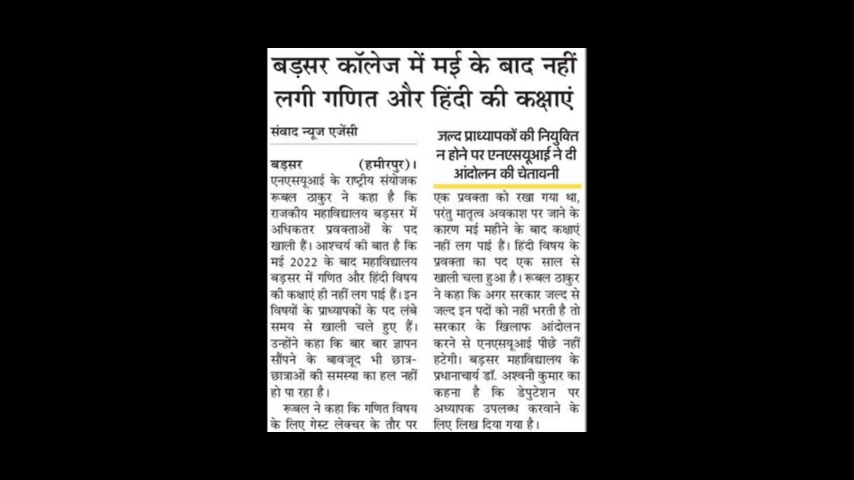 बड़सर कॉलेज में मई के बाद नहीं
लगी गणित और हिंदी की कक्षाएं
संवाद न्यूज एजेंसी
बड़सर (हमीरपुर)।
एनएसयूआई के राष्ट्रीय संयोजक
रूबल ठाकुर ने कहा है कि
राजकीय महाविद्यालय बड़सर में
अधिकतर प्रवक्ताओं के पद
खाली हैं। आश्चर्य की बात है कि
मई 2022 के बाद महाविद्यालय
बड़सर में गणित और हिंदी विषय
की कक्षाएं ही नहीं लग पाई हैं। इन
विषयों के प्राध्यापकों के पद लंबे
समय से खाली चले हुए हैं।
उन्होंने कहा कि बार बार ज्ञापन
सौंपने के बावजूद भी छात्र-
छात्राओं की समस्या का हल नहीं
हो पा रहा है।
रूबल ने कहा कि गणित विषय
के लिए गेस्ट लेक्चर के तौर पर
जल्द प्राध्यापकों की नियुक्ति
न होने पर एनएसयूआई ने दी
आंदोलन की चेतावनी
एक प्रवक्ता को रखा गया था,
परंतु मातृत्व अवकाश पर जाने के
कारण मई महीने के बाद कक्षाएं
नहीं लग पाई हैं। हिंदी विषय के
प्रवक्ता का पद एक साल से
खाली चला हुआ है। रूबल ठाकुर
ने कहा कि अगर सरकार जल्द से
जल्द इन पदों को नहीं भरती है तो
सरकार के खिलाफ आंदोलन
करने से एनएसयूआई पीछे नहीं
हटेगी। बड़सर महाविद्यालय के
प्रधानाचार्य डॉ. अश्वनी कुमार का
कहना है कि डेपुटेशन पर
अध्यापक उपलब्ध करवाने के
लिए लिख दिया गया है।